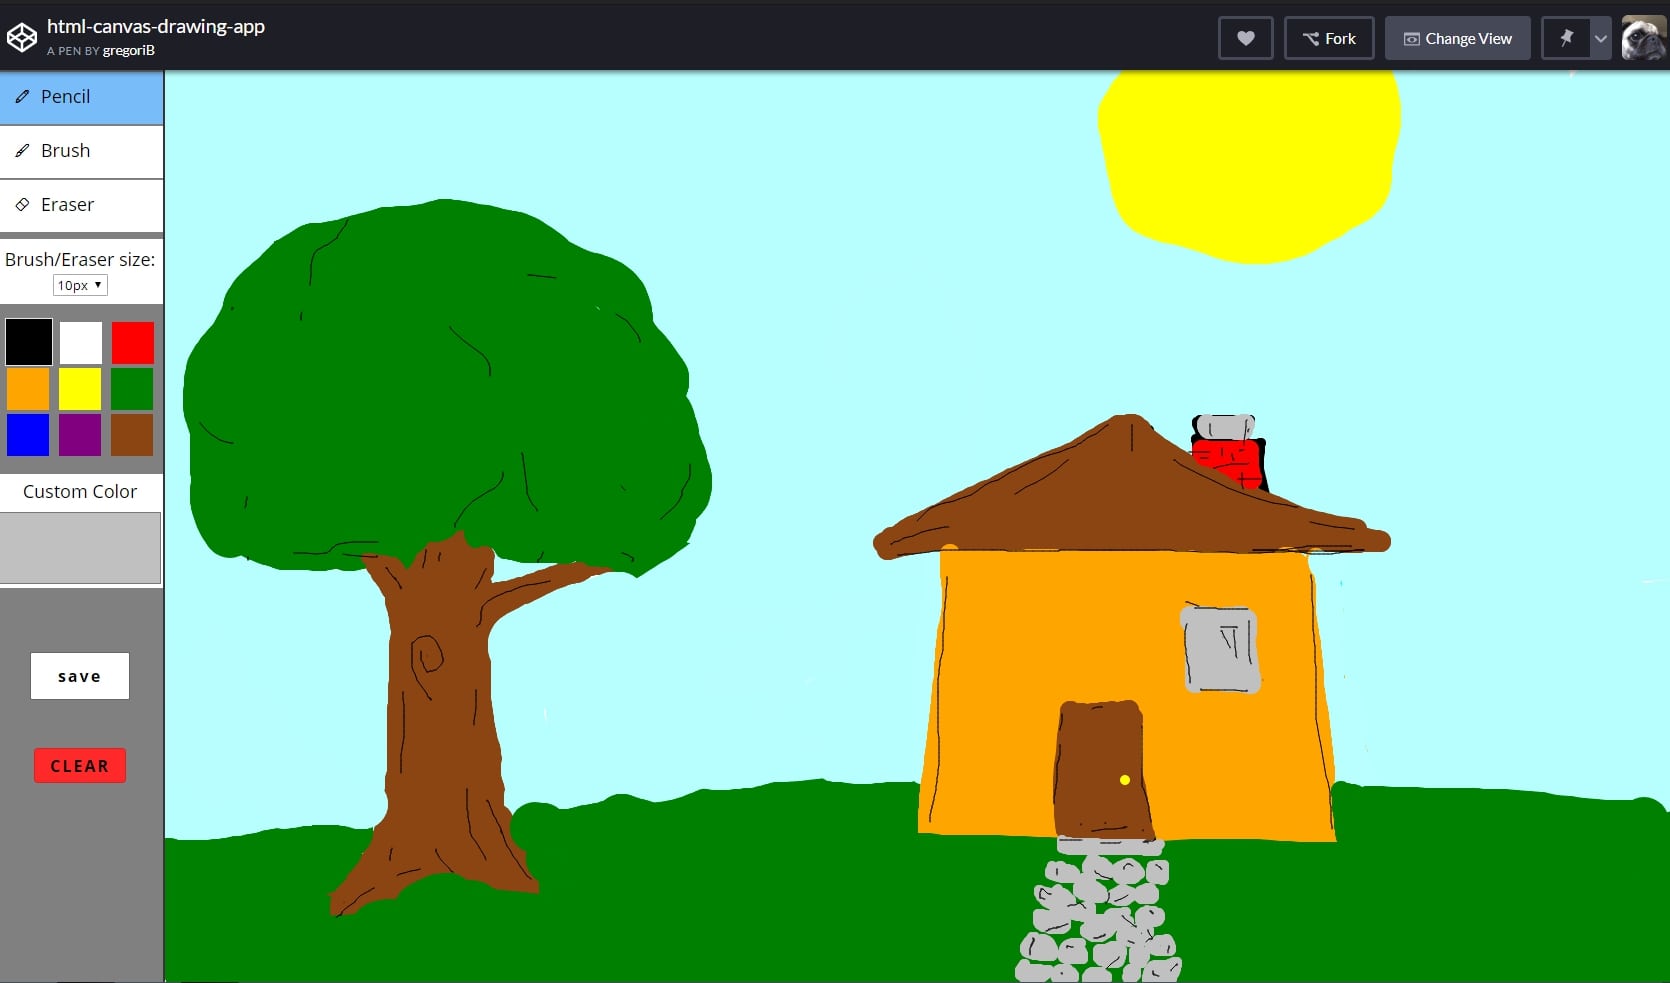 html-canvas-drawing-app
A PEN BY gregoriB
Fork
Change View
Pencil
Brush
Eraser
Brush/Eraser size:
10px
Custom Color
save
CLEAR